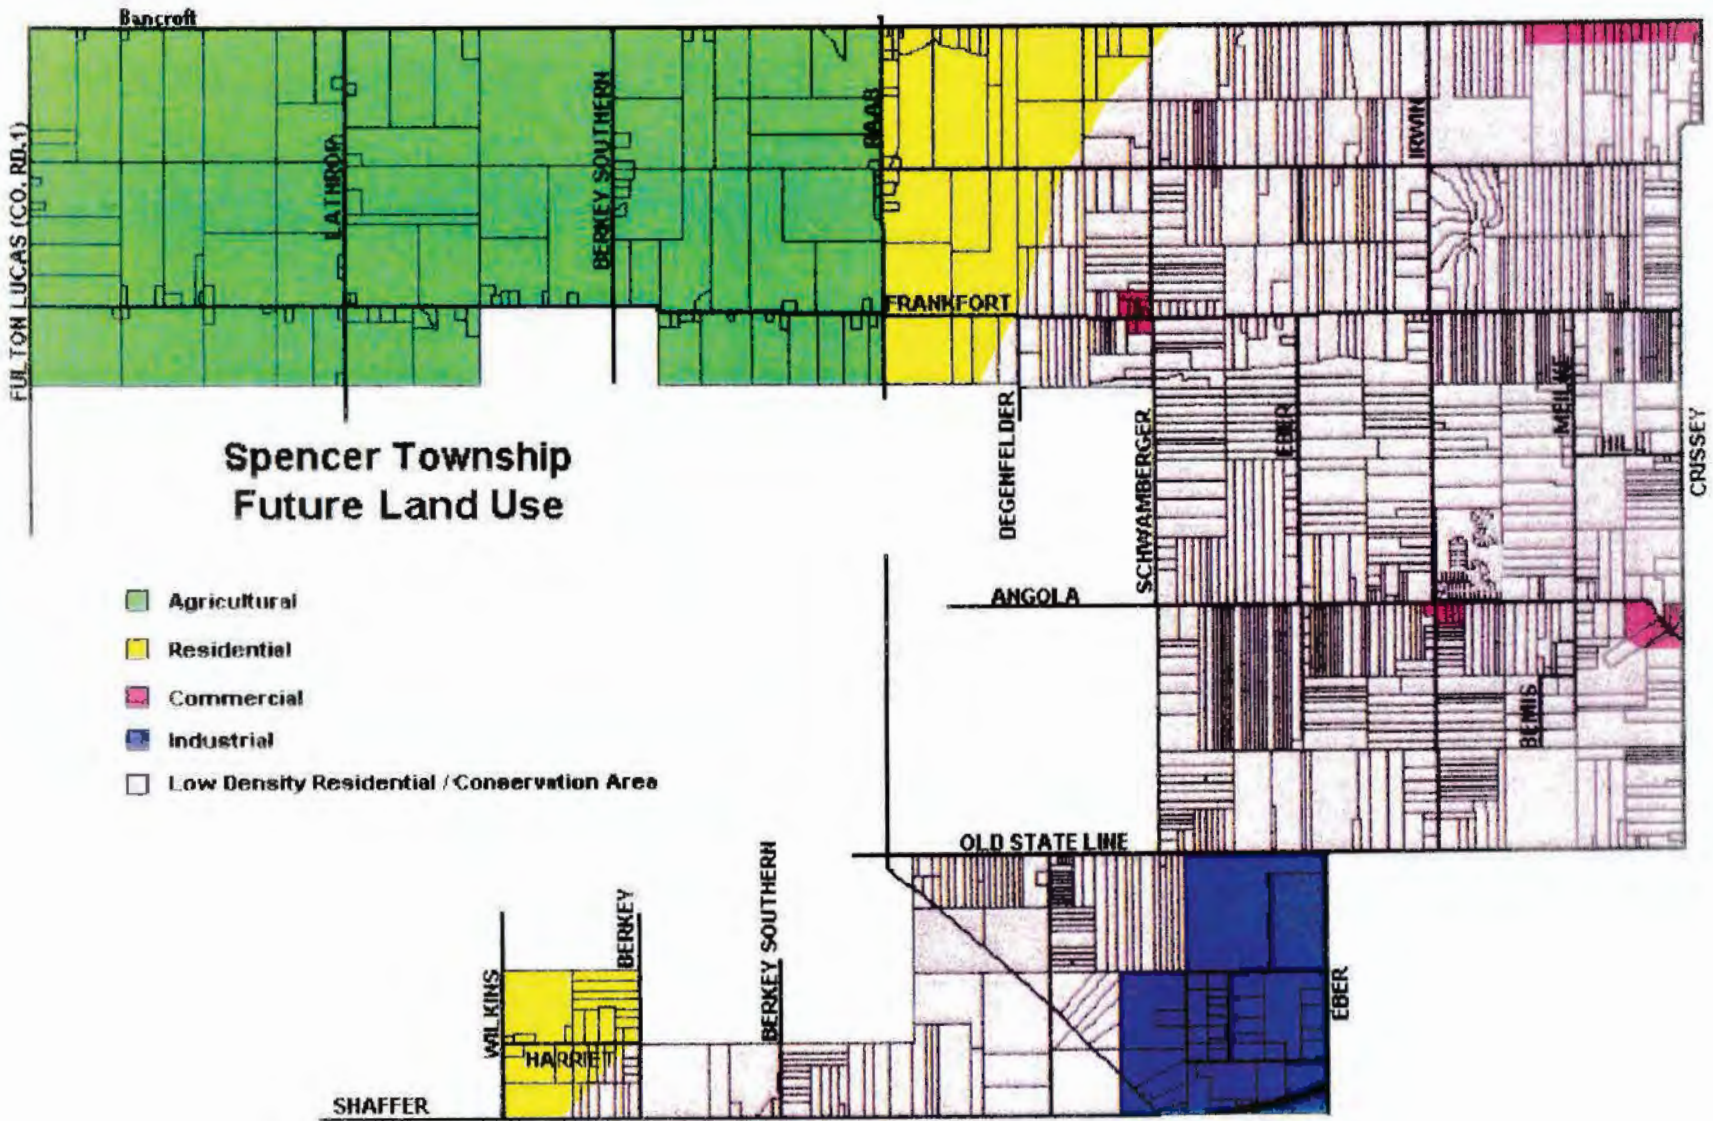 Bancroft
FULTON LUCAS (CO. RD.1)
LATHROP
BERKEY SOUTHERN
RAAB
IRWIN
FRANKFORT
Spencer Township
Future Land Use
DEGENFELDER
SCHWAMBERGER
EBER
MEILKE
CRISSEY
Agricultural
Residential
Commercial
Industrial
Low Density Residential / Conservation Area
ANGOLA
BEMIS
OLD STATE LINE
WILKINS
BERKEY
BERKEY SOUTHERN
EBER
HARRIET
SHAFFER